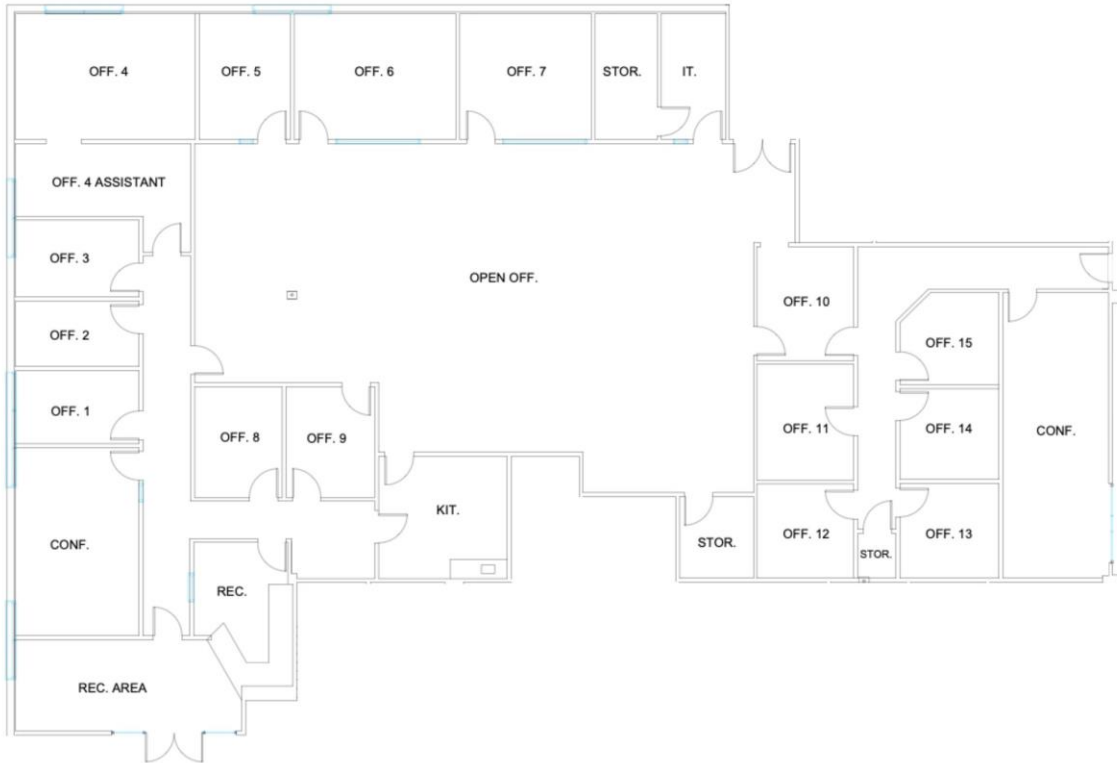 OFF. 4
OFF. 5
OFF. 6
OFF. 7
STOR.
IT.
OFF. 4 ASSISTANT
OFF. 3
OPEN OFF.
OFF. 10
OFF. 2
OFF. 15
OFF. 1
OFF. 8
OFF. 9
OFF. 11
OFF. 14
CONF.
KIT.
CONF.
STOR.
OFF. 12
STOR.
OFF. 13
REC.
REC. AREA